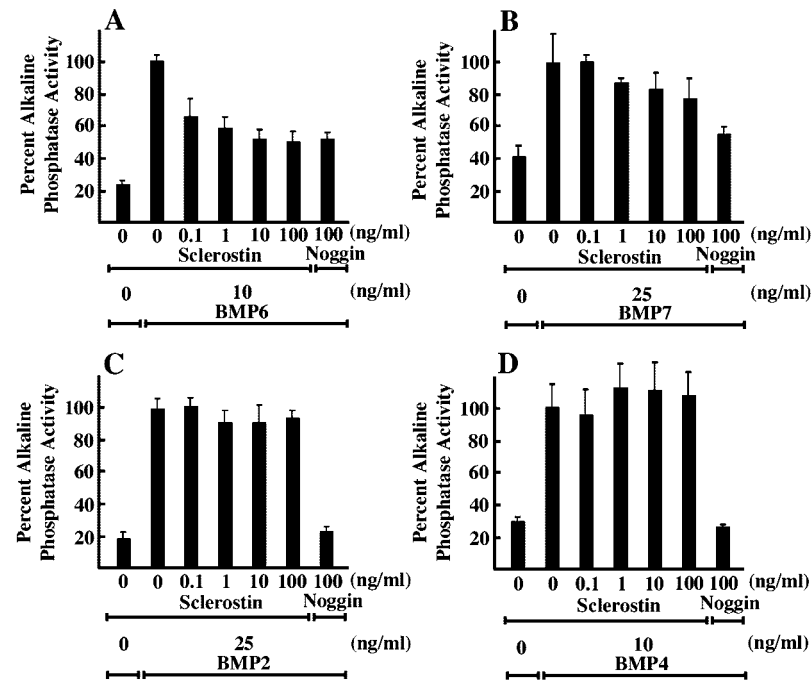 A
Percent Alkaline
Phosphatase Activity
100
80
60
40
20
0 0 0.1 1 10 100 100 (ng/ml)
Sclerostin Noggin
0 10 (ng/ml)
BMP6
B
Percent Alkaline
Phosphatase Activity
100
80
60
40
20
0 0 0.1 1 10 100 100 (ng/ml)
Sclerostin Noggin
0 25 (ng/ml)
BMP7
C
Percent Alkaline
Phosphatase Activity
100
80
60
40
20
0 0 0.1 1 10 100 100 (ng/ml)
Sclerostin Noggin
0 25 (ng/ml)
BMP2
D
Percent Alkaline
Phosphatase Activity
100
80
60
40
20
0 0 0.1 1 10 100 100 (ng/ml)
Sclerostin Noggin
0 10 (ng/ml)
BMP4